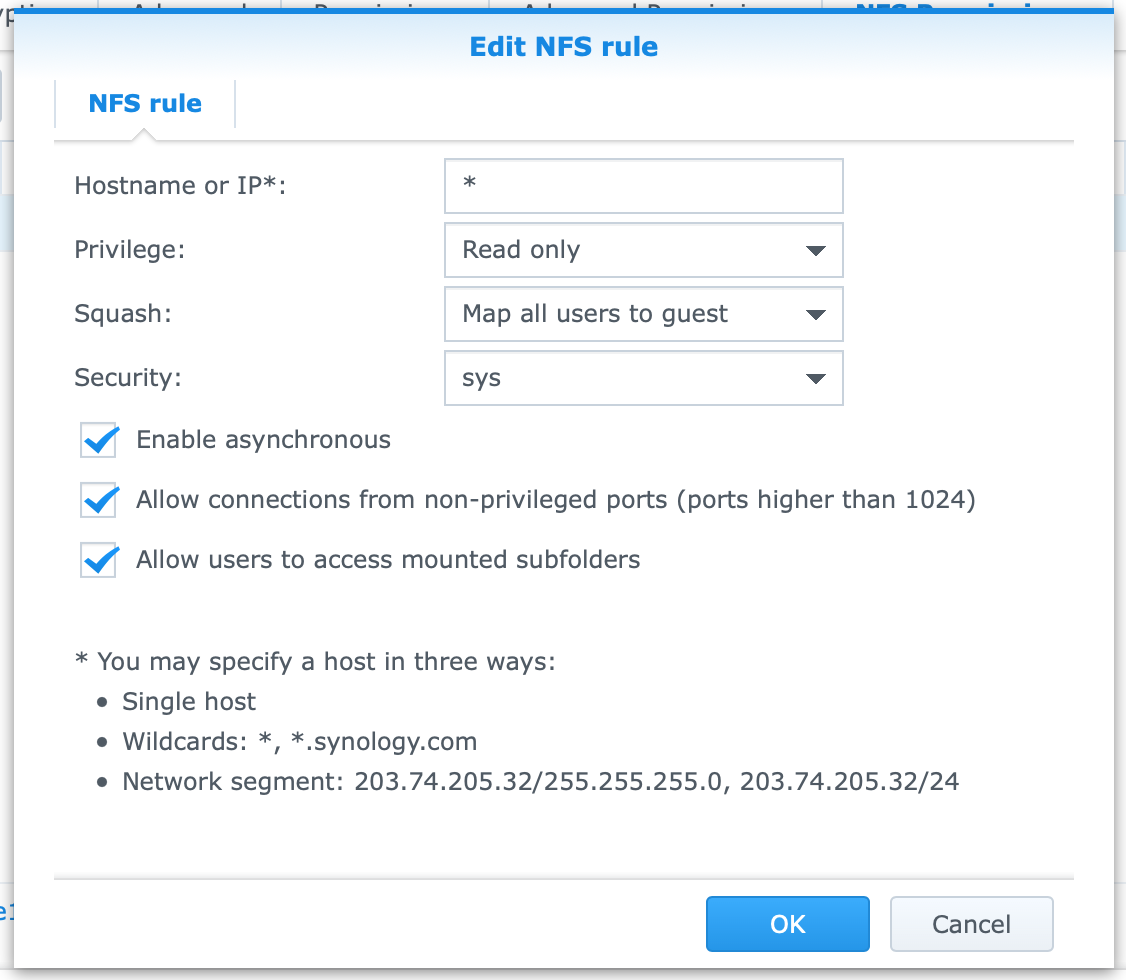 Edit NFS rule
NFS rule
Hostname or IP*: *
Privilege: Read only
Squash: Map all users to guest
Security: sys
Enable asynchronous
Allow connections from non-privileged ports (ports higher than 1024)
Allow users to access mounted subfolders
* You may specify a host in three ways:
• Single host
• Wildcards: *, *.synology.com
• Network segment: 203.74.205.32/255.255.255.0, 203.74.205.32/24
OK Cancel